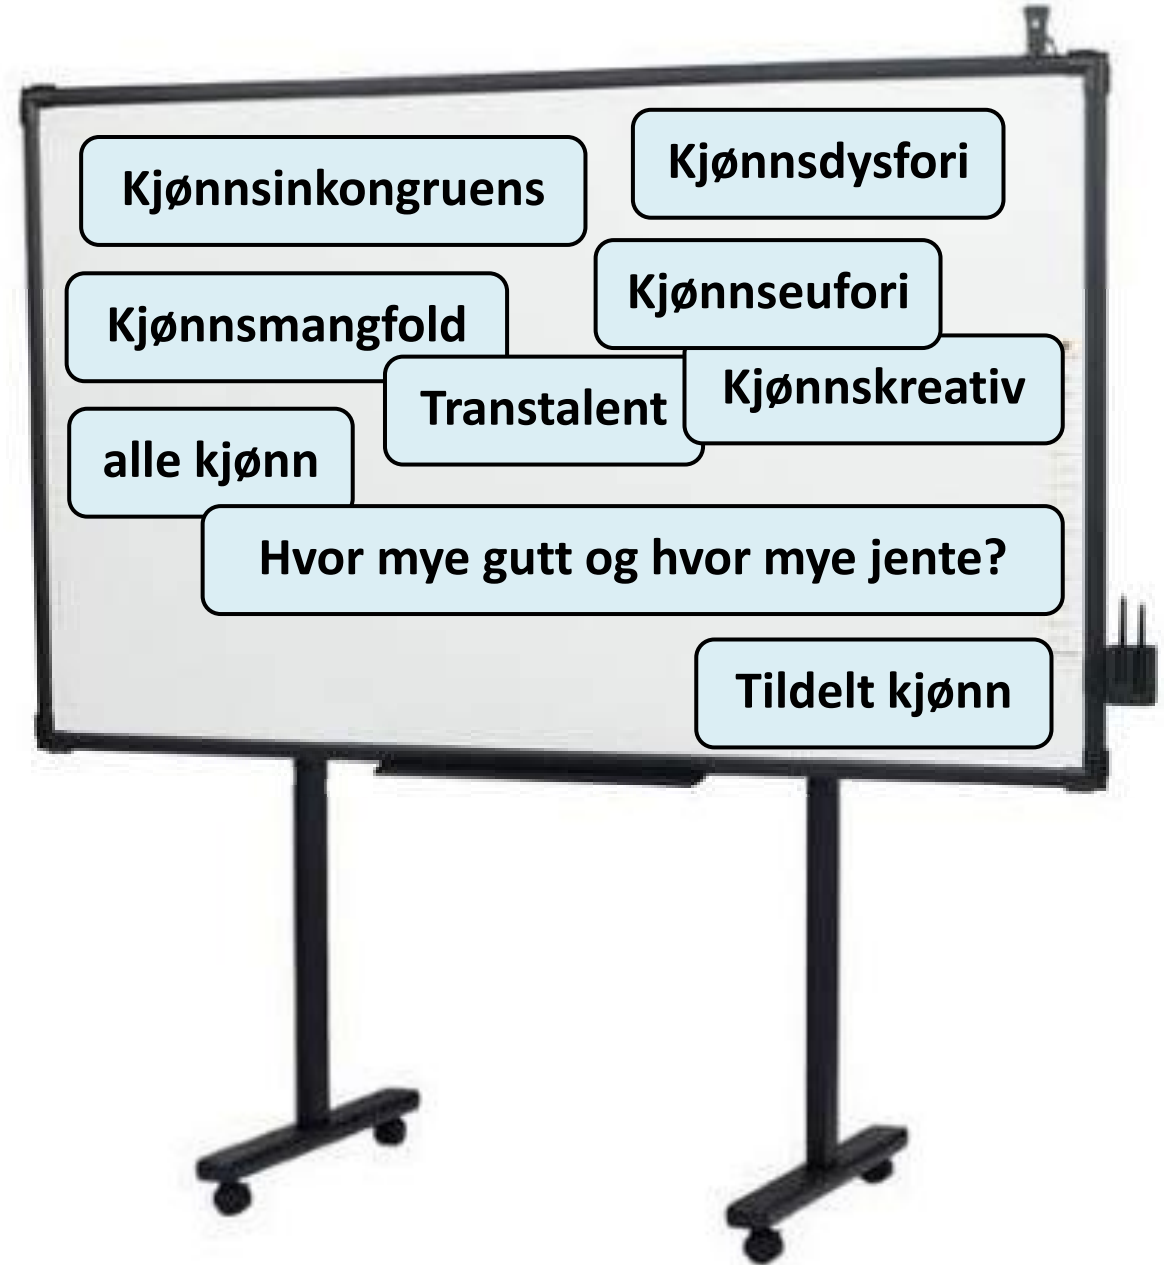 Kjønnsinkongruens
Kjønnsdysfori
Kjønnseufori
Kjønnsmangfold
Kjønnskreativ
Transtalent
alle kjønn
Hvor mye gutt og hvor mye jente?
Tildelt kjønn